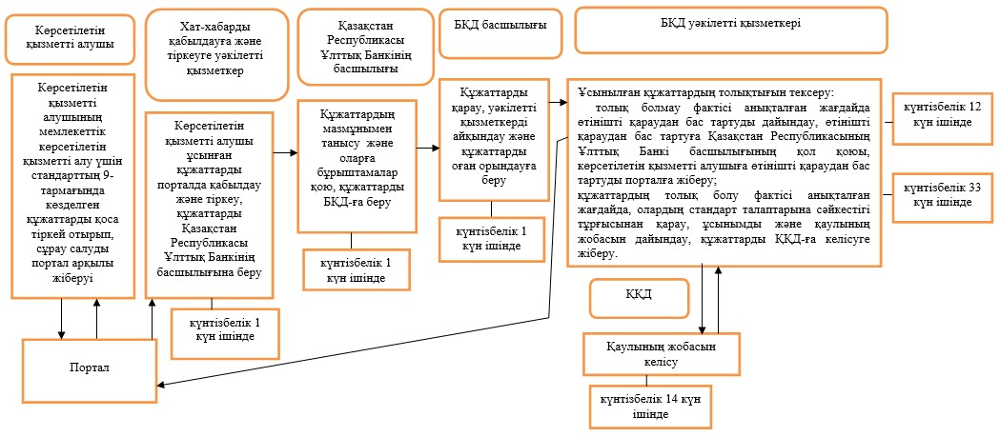 Көрсетілетін
қызметті алушы
Хат-хабарды
қабылдауға және
тіркеуге уәкілетті
қызметкер
Қазақстан
Республикасы
Ұлттық Банкінің
басшылығы
БҚД басшылығы
БҚД уәкілетті қызметкері
Көрсетілетін
қызметті
алушының
мемлекеттік
көрсетілетін
қызметті алу үшін
стандарттың 9-
тармағында
көзделген
құжаттарды қоса
тіркей отырып,
сұрау салуды
портал арқылы
жіберуі
Көрсетілетін
қызметті алушы
ұсынған
құжаттарды
порталда қабылдау
және тіркеу,
құжаттарды
Қазақстан
Республикасы
Ұлттық Банкінің
басшылығына беру
Құжаттардың
мазмұнымен
танысу және
оларға
бұрыштамалар
қою, құжаттарды
БҚД-ға беру
Құжаттарды
қарау, уәкілетті
қызметкерді
айқындау және
құжаттарды
оған орындауға
беру
Ұсынылған құжаттардың толықтығын тексеру:
толық болмау фактісі анықталған жағдайда
өтінішті қараудан бас тартуды дайындау, өтінішті
қараудан бас тартуға Қазақстан Республикасының
Ұлттық Банкі басшылығының қол қоюы,
көрсетілетін қызметті алушыға өтінішті қараудан бас
тартуды порталға жіберу;
құжаттардың толық болу фактісі анықталған
жағдайда, олардың стандарт талаптарына сәйкестігі
тұрғысынан қарау, ұсынымды және қаулының
жобасын дайындау, құжаттарды ҚҚД-ға келісуге
жіберу.
күнтізбелік 12
күн ішінде
күнтізбелік 33
күн ішінде
күнтізбелік 1
күн ішінде
күнтізбелік 1
күн ішінде
күнтізбелік 1
күн ішінде
ҚҚД
Портал
Қаулының жобасын
келісу
күнтізбелік 14 күн
ішінде